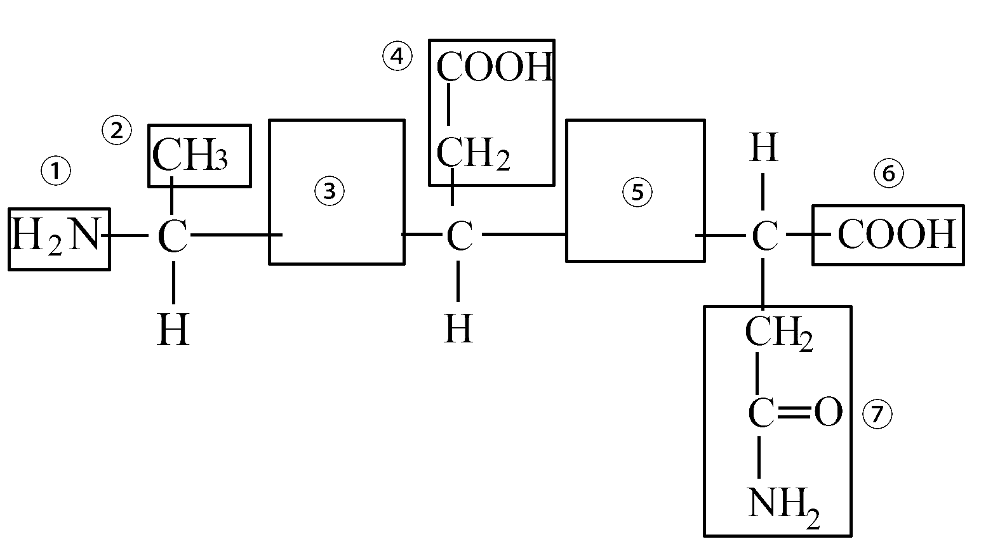 ④ COOH
② CH3 CH2 H
① H2N C ③ C ⑤ C COOH ⑥
H H CH2
C=O ⑦
NH2